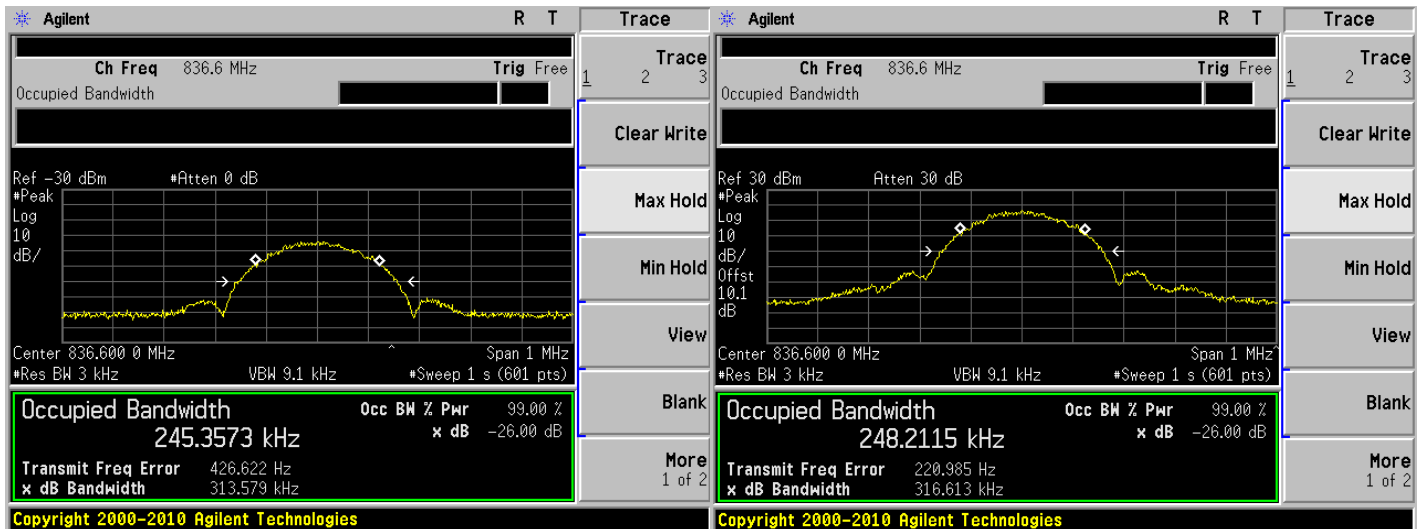 Agilent R T Trace
Ch Freq 836.6 MHz Trig Free
Occupied Bandwidth
Ref -30 dBm #Atten 0 dB
#Peak
Log
10
dB/
Center 836.600 0 MHz Span 1 MHz
#Res BW 3 kHz VBW 9.1 kHz #Sweep 1 s (601 pts)
Occupied Bandwidth Occ BW % Pwr 99.00 %
245.3573 kHz x dB -26.00 dB
Transmit Freq Error 426.622 Hz
x dB Bandwidth 313.579 kHz
Copyright 2000-2010 Agilent Technologies
Trace
1 2 3
Clear Write
Max Hold
Min Hold
View
Blank
More
1 of 2
Agilent R T Trace
Ch Freq 836.6 MHz Trig Free
Occupied Bandwidth
Ref 30 dBm Atten 30 dB
#Peak
Log
10
dB/
Offst
10.1
dB
Center 836.600 0 MHz Span 1 MHz
#Res BW 3 kHz VBW 9.1 kHz #Sweep 1 s (601 pts)
Occupied Bandwidth Occ BW % Pwr 99.00 %
248.2115 kHz x dB -26.00 dB
Transmit Freq Error 220.985 Hz
x dB Bandwidth 316.613 kHz
Copyright 2000-2010 Agilent Technologies
Trace
1 2 3
Clear Write
Max Hold
Min Hold
View
Blank
More
1 of 2